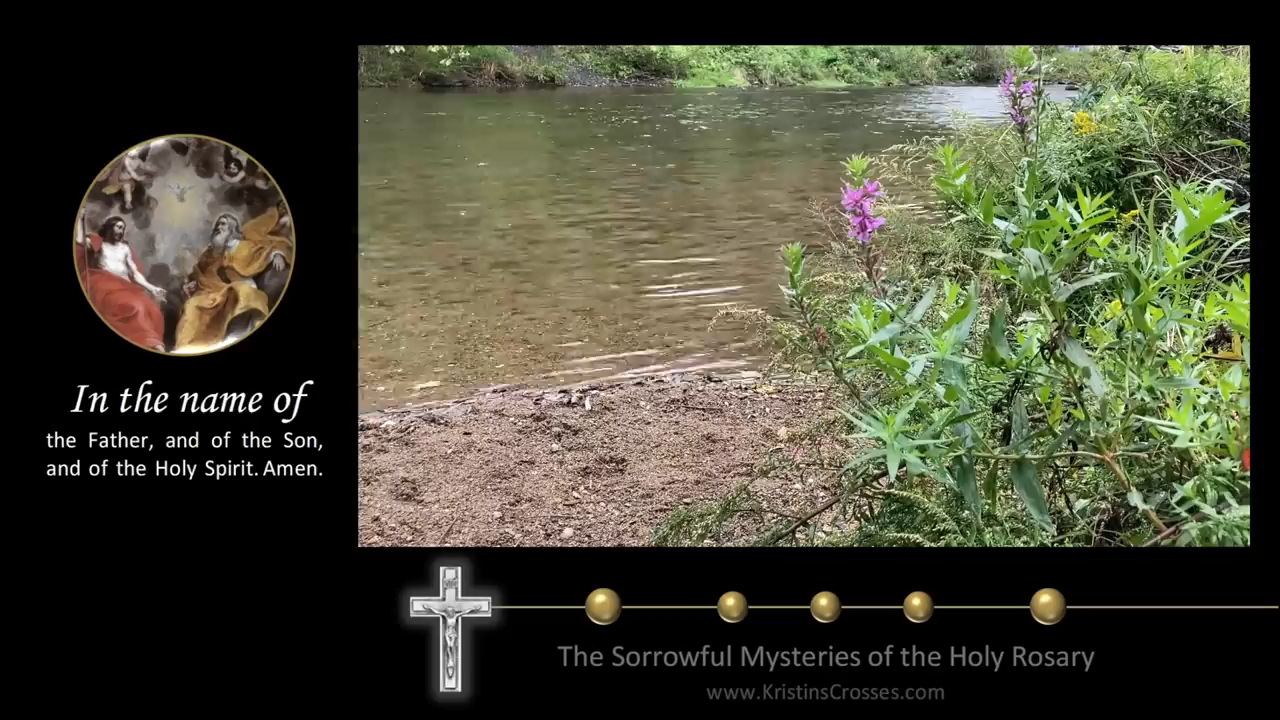 In the name of
the Father, and of the Son,
and of the Holy Spirit. Amen.
The Sorrowful Mysteries of the Holy Rosary
www.KristinsCrosses.com